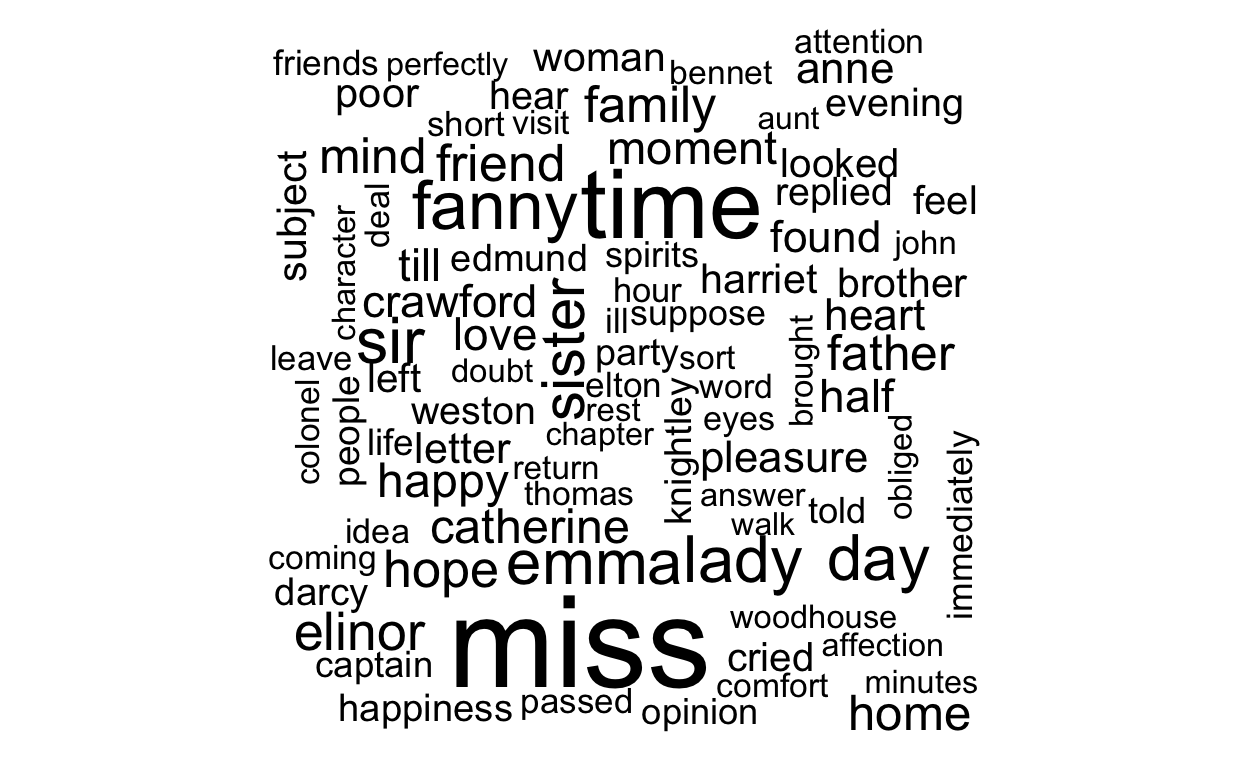 attention
friends perfectly woman bennet anne
poor hear family aunt evening
short visit
subject mind friend moment looked
deal fanny time replied feel
character found john
till edmund spirits harriet brother
crawford sister hour
ill suppose heart
sir love party sort brought father
leave left doubt
colonel people elton word half
weston rest knightley eyes
life letter chapter pleasure obliged immediately
happy return
thomas answer told
idea catherine walk
coming hope emma lady day
darcy
elinor miss woodhouse
captain cried affection
comfort minutes
happiness passed opinion home